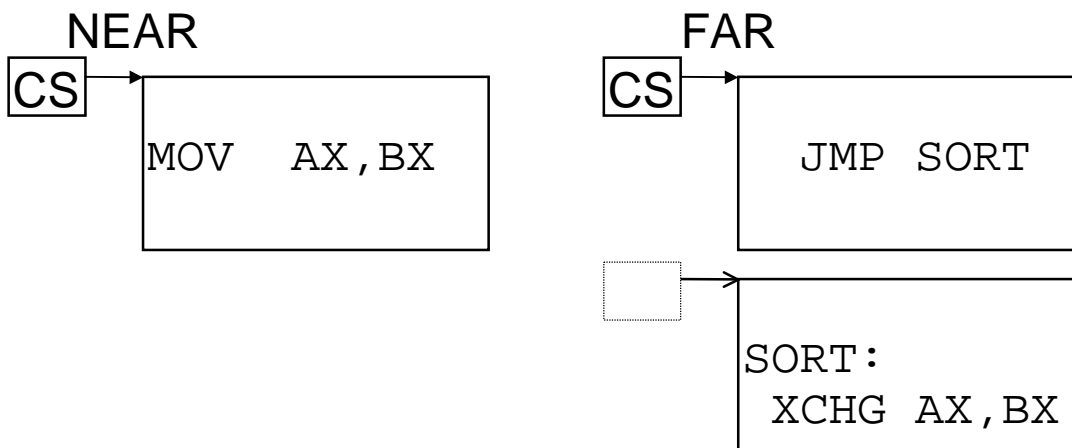 NEAR
CS
MOV AX,BX
FAR
CS
JMP SORT
SORT:
XCHG AX,BX